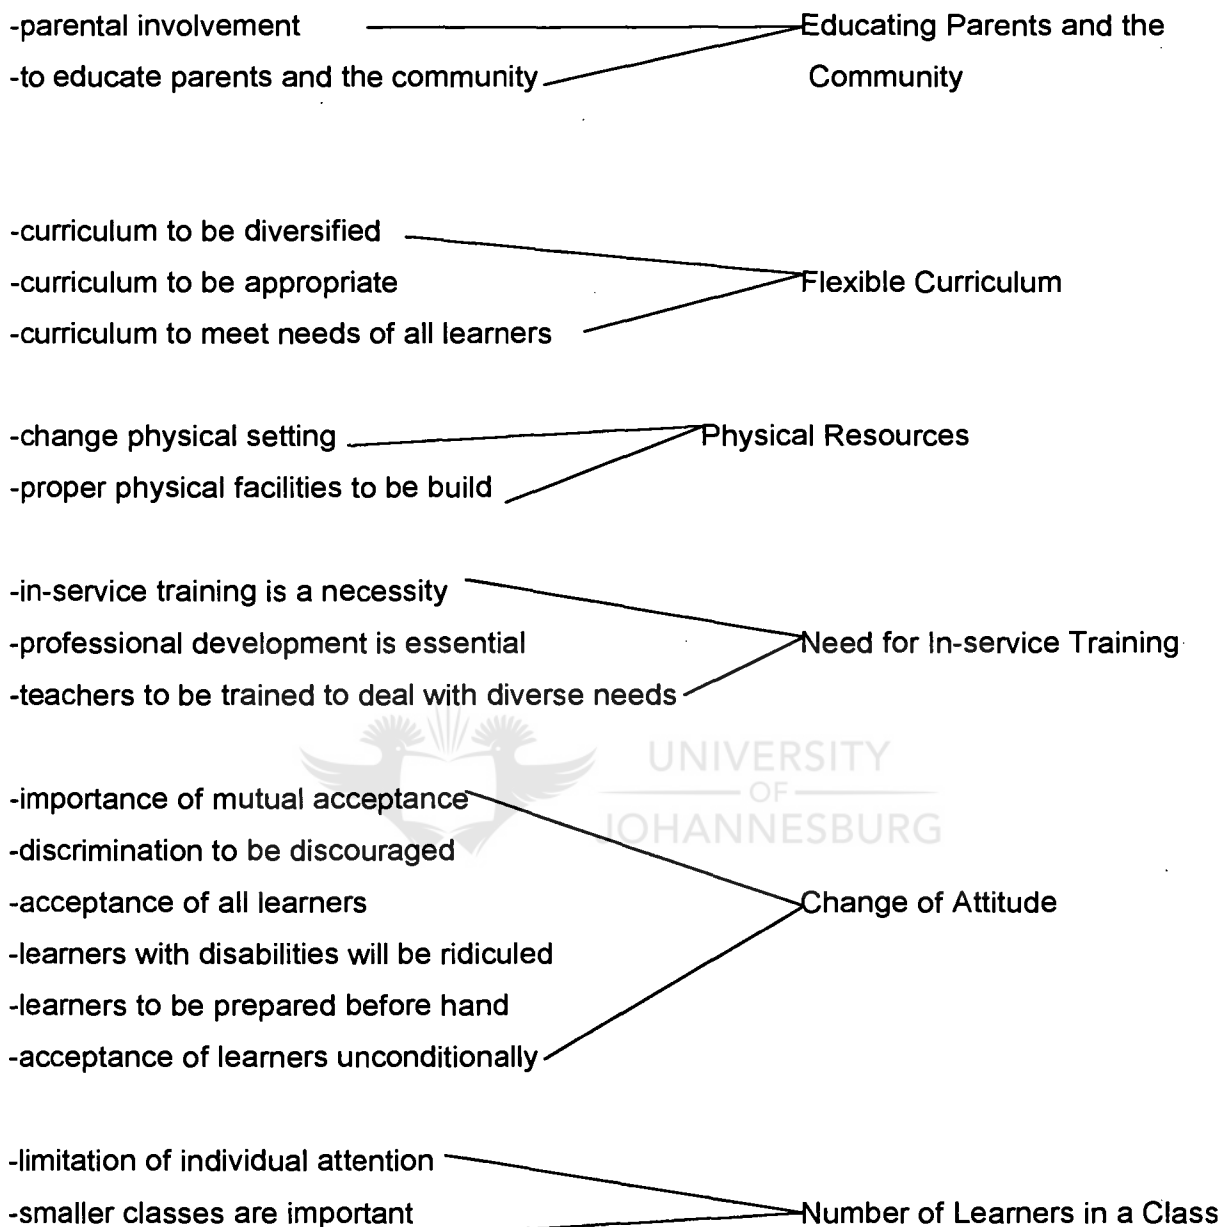 -parental involvement Educating Parents and the
-to educate parents and the community Community
-curriculum to be diversified
-curriculum to be appropriate Flexible Curriculum
-curriculum to meet needs of all learners
-change physical setting Physical Resources
-proper physical facilities to be build
-in-service training is a necessity
-professional development is essential Need for In-service Training
-teachers to be trained to deal with diverse needs
UNIVERSITY
OF
JOHANNESBURG
-importance of mutual acceptance
-discrimination to be discouraged
-acceptance of all learners Change of Attitude
-learners with disabilities will be ridiculed
-learners to be prepared before hand
-acceptance of learners unconditionally
-limitation of individual attention
-smaller classes are important Number of Learners in a Class